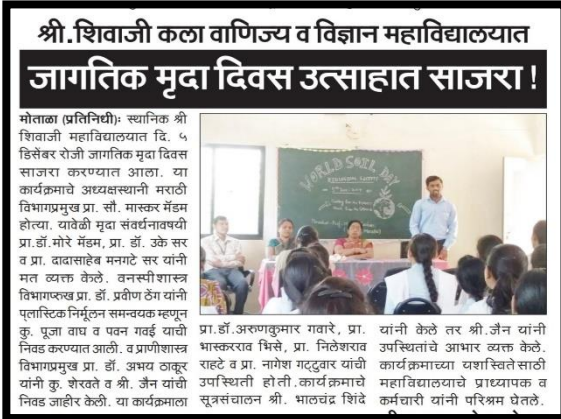 श्री.शिवाजी कला वाणिज्य व विज्ञान महाविद्यालयात
जागतिक मृदा दिवस उत्साहात साजरा !
मोताळा (प्रतिनिधी): स्थानिक श्री
शिवाजी महाविद्यालयात दि. ५
डिसेंबर रोजी जागतिक मृदा दिवस
साजरा करण्यात आला. या
कार्यक्रमाचे अध्यक्षस्थानी मराठी
विभागप्रमुख प्रा. सौ. मास्कर मॅडम
होत्या. यावेळी मृदा संवर्धनावषयी
प्रा.डॉ.मोरे मॅडम, प्रा. डॉ. उके सर
व प्रा. दादासाहेब मनगटे सर यांनी
मत व्यक्त केले. वनस्पीशास्त्र
विभागप्रुख प्रा. डॉ. प्रवीण ठेंग यांनी
प्लास्टिक निर्मूलन समन्वयक म्हणून
कु. पूजा वाघ व पवन गवई याची
निवड करण्यात आली. व प्राणीशास्त्र
विभागप्रमुख प्रा. डॉ. अभय ठाकूर
यांनी कु. शेरवते व श्री. जैन यांची
निवड जाहीर केली. या कार्यक्रमाला
WORLD SOIL DAY
प्रा.डॉ.अरुणकुमार गवारे, प्रा.
भास्करराव भिसे, प्रा. निलेशराव
राहटे व प्रा. नागेश गट्टुवार यांची
उपस्थिती होती.कार्यक्रमाचे
सूत्रसंचालन श्री. भालचंद्र शिंदे
यांनी केले तर श्री.जैन यांनी
उपस्थितांचे आभार व्यक्त केले.
कार्यक्रमाच्या यशस्वितेसाठी
महाविद्यालयाचे प्राध्यापक व
कर्मचारी यांनी परिश्रम घेतले.